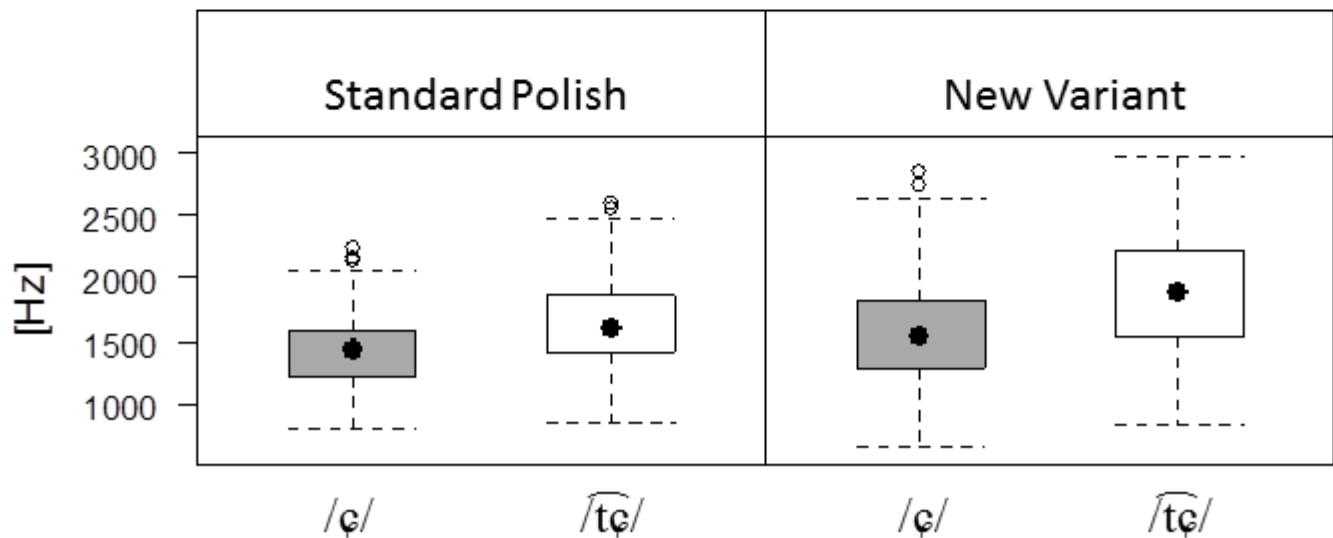 Standard Polish New Variant
3000
2500
2000
1500
1000
[Hz]
/ɕ/ /t͡ɕ/ /ɕ/ /t͡ɕ/